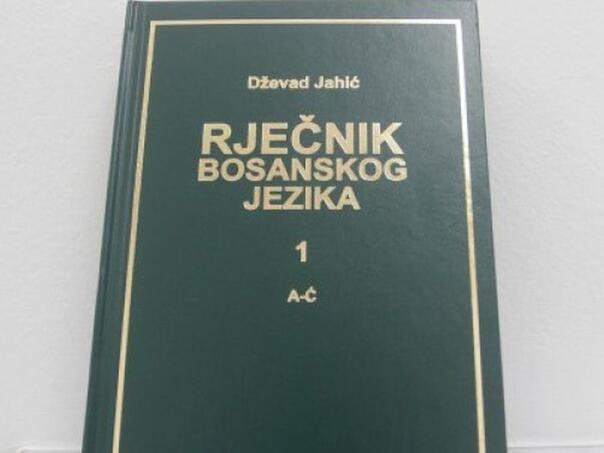 Dževad Jahić
RJEČNIK
BOSANSKOG
JEZIKA
1
A-Ć